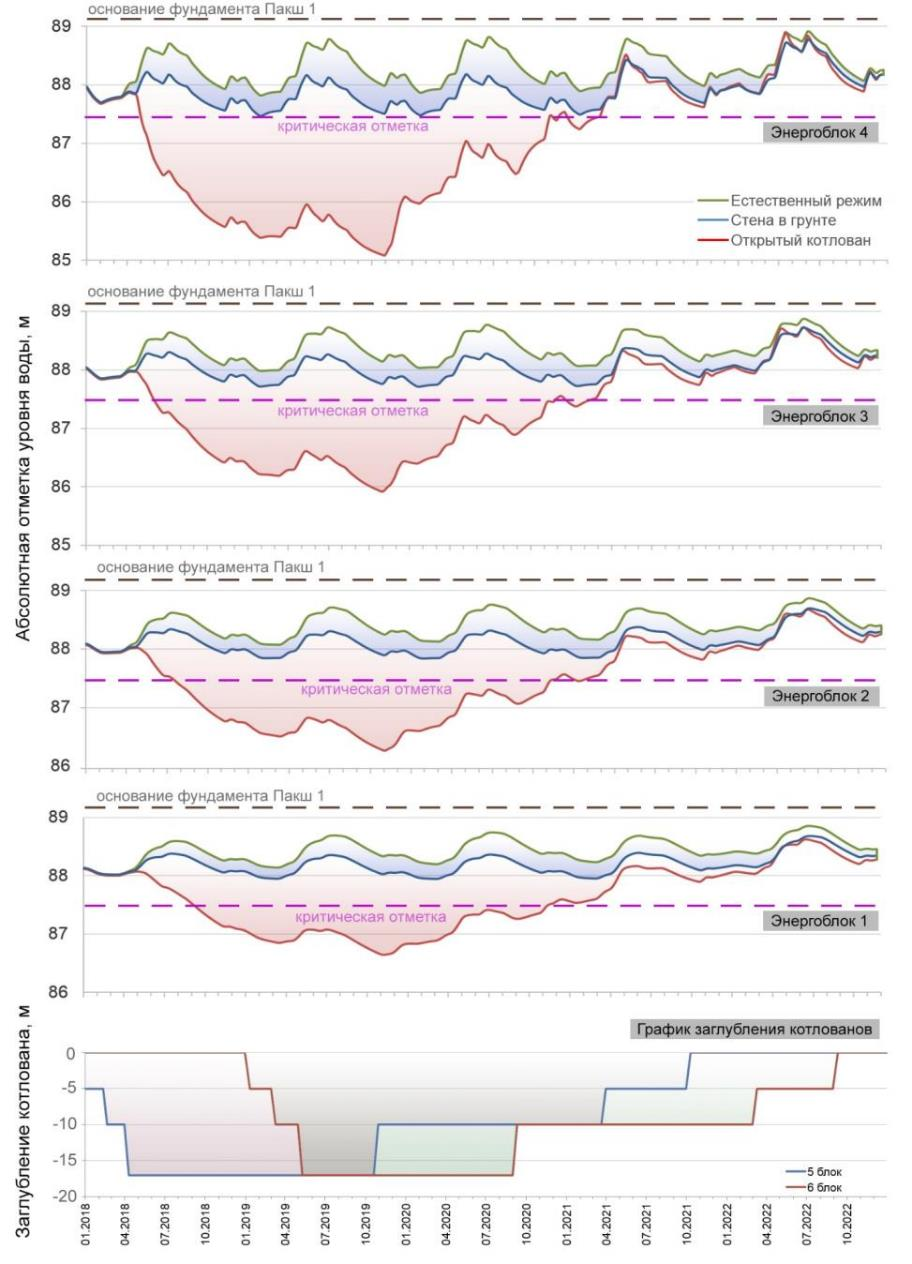 основание фундамента Пакш 1
89
88
87
86
85
критическая отметка
Энергоблок 4
Естественный режим
Стена в грунте
Открытый котлован
Абсолютная отметка уровня воды, м
основание фундамента Пакш 1
89
88
87
86
85
критическая отметка
Энергоблок 3
основание фундамента Пакш 1
89
88
87
86
критическая отметка
Энергоблок 2
основание фундамента Пакш 1
89
88
87
86
критическая отметка
Энергоблок 1
Заглубление котлована, м
График заглубления котлованов
0
-5
-10
-15
-20
5 блок
6 блок
01.2018
04.2018
07.2018
10.2018
01.2019
04.2019
07.2019
10.2019
01.2020
04.2020
07.2020
10.2020
01.2021
04.2021
07.2021
10.2021
01.2022
04.2022
07.2022
10.2022